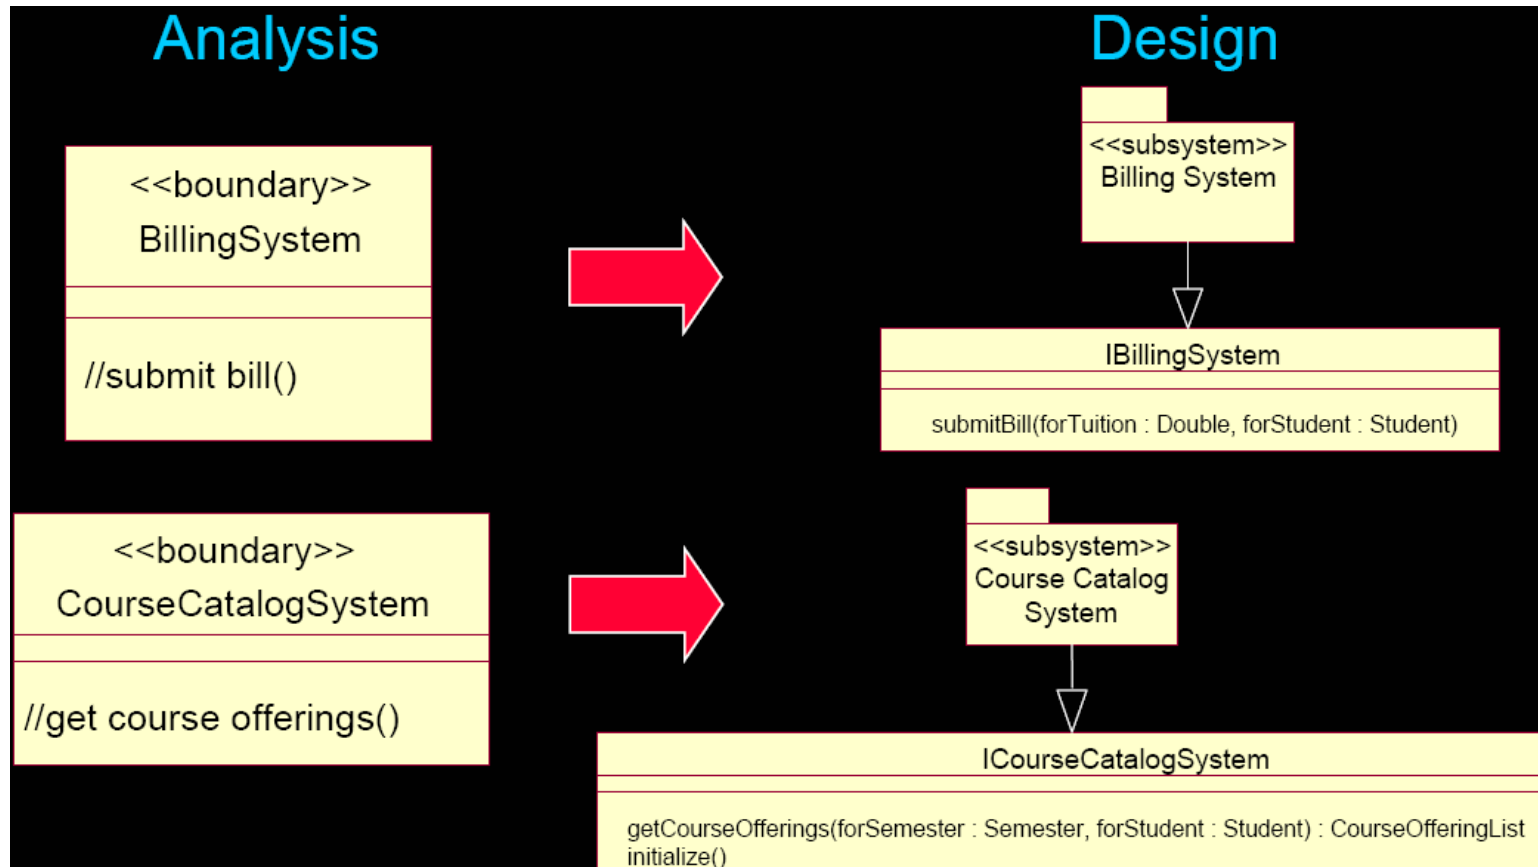 Analysis
Design
<<boundary>>
BillingSystem
//submit bill()
<<subsystem>>
Billing System
IBillingSystem
submitBill(forTuition : Double, forStudent : Student)
<<boundary>>
CourseCatalogSystem
//get course offerings()
<<subsystem>>
Course Catalog
System
ICourseCatalogSystem
getCourseOfferings(forSemester : Semester, forStudent : Student) : CourseOfferingList
initialize()